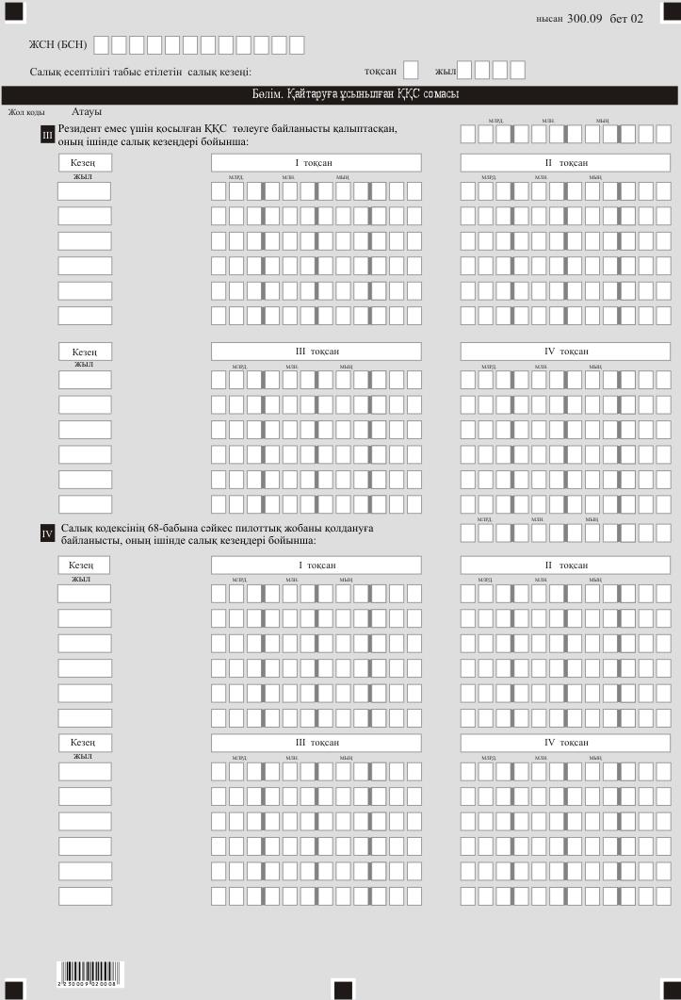 нысан 300.09 бет 02
ЖСН (БСН)
Салық есептілігі табыс етілетін салық кезеңі: тоқсан жыл
Бөлім. Қайтаруға ұсынылған ҚҚС сомасы
Жол коды Атауы
III Резидент емес үшін қосылған ҚҚС төлеуге байланысты қалыптасқан,
оның ішінде салық кезеңдері бойынша:
МЛРД. МЛН. МЫҢ
Кезең I тоқсан II тоқсан
ЖЫЛ МЛРД. МЛН. МЫҢ МЛРД. МЛН. МЫҢ
Кезең III тоқсан IV тоқсан
ЖЫЛ МЛРД. МЛН. МЫҢ МЛРД. МЛН. МЫҢ
IV Салық кодексінің 68-бабына сәйкес пилоттық жобаны қолдануға
байланысты, оның ішінде салық кезеңдері бойынша:
МЛРД. МЛН. МЫҢ
Кезең I тоқсан II тоқсан
ЖЫЛ МЛРД. МЛН. МЫҢ МЛРД. МЛН. МЫҢ
Кезең III тоқсан IV тоқсан
ЖЫЛ МЛРД. МЛН. МЫҢ МЛРД. МЛН. МЫҢ
2 230009 020008